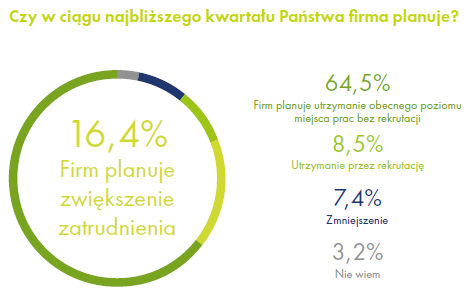 Czy w ciągu najbliższego kwartału Państwa firma planuje?
16,4%
Firm planuje
zwiększenie
zatrudnienia
64,5%
Firm planuje utrzymanie obecnego poziomu
miejsca prac bez rekrutacji
8,5%
Utrzymanie przez rekrutację
7,4%
Zmniejszenie
3,2%
Nie wiem